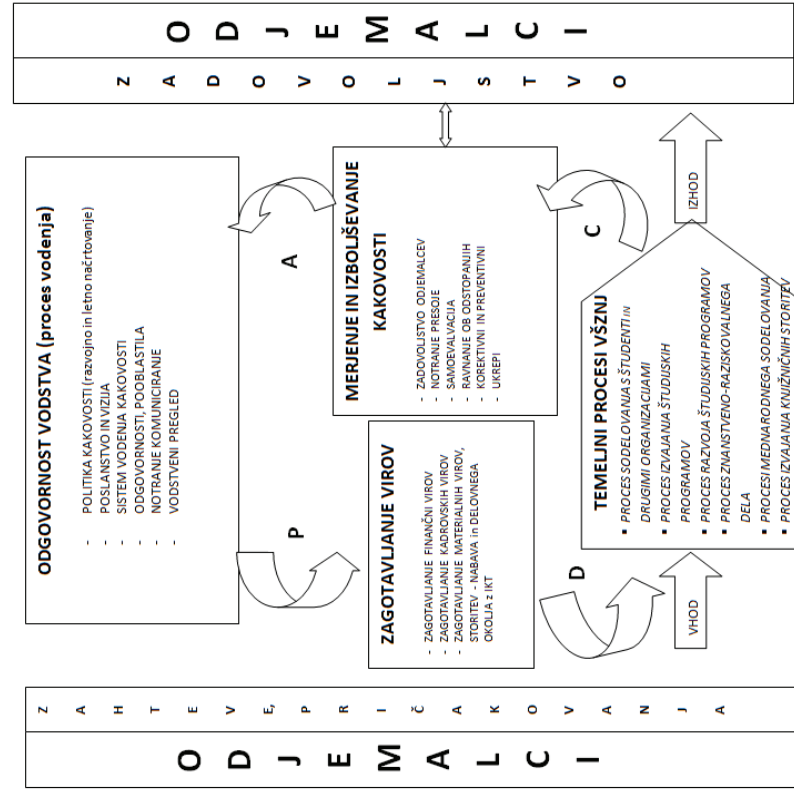 ODJEMALCI
ZAHTEVE, PRIČAKOVANJA
ODGOVORNOST VODSTVA (proces vodenja)
- POLITIKA KAKOVOSTI (razvojno in letno načrtovanje)
- POSLANSTVO IN VIZIJA
- SISTEM VODENJA KAKOVOSTI
- ODGOVORNOSTI, POOBLASTILA
- NOTRANJE KOMUNICIRANJE
- VODSTVENI PREGLED
P
A
ZAGOTAVLJANJE VIROV
- ZAGOTAVLJANJE FINANČNI VIROV
- ZAGOTAVLJANJE KADROVSKIH VIROV
- ZAGOTAVLJANJE MATERIALNIH VIROV,
STORITEV - NABAVA in DELOVNEGA
OKOLJA z IKT
MERJENJE IN IZBOLJŠEVANJE
KAKOVOSTI
- ZADOVOLJSTVO ODJEMALCEV
- NOTRANJE PRESOJE
- SAMOEVALVACIJA
- RAVNANJE OB ODSTOPANJIH
- KOREKTIVNI IN PREVENTIVNI
- UKREPI
D
C
VHOD
TEMELJNI PROCESI VŠZNJ
▪ PROCES SODELOVANJA S ŠTUDENTI IN
DRUGIMI ORGANIZACIJAMI
▪ PROCES IZVAJANJA ŠTUDIJSKIH
PROGRAMOV
▪ PROCES RAZVOJA ŠTUDIJSKIH PROGRAMOV
▪ PROCES ZNANSTVENO-RAZISKOVALNEGA
DELA
▪ PROCESI MEDNARODNEGA SODELOVANJA
▪ PROCES IZVAJANJA KNJIŽNIČNIH STORITEV
IZHOD
ZADOVOLJSTVO
ODJEMALCI